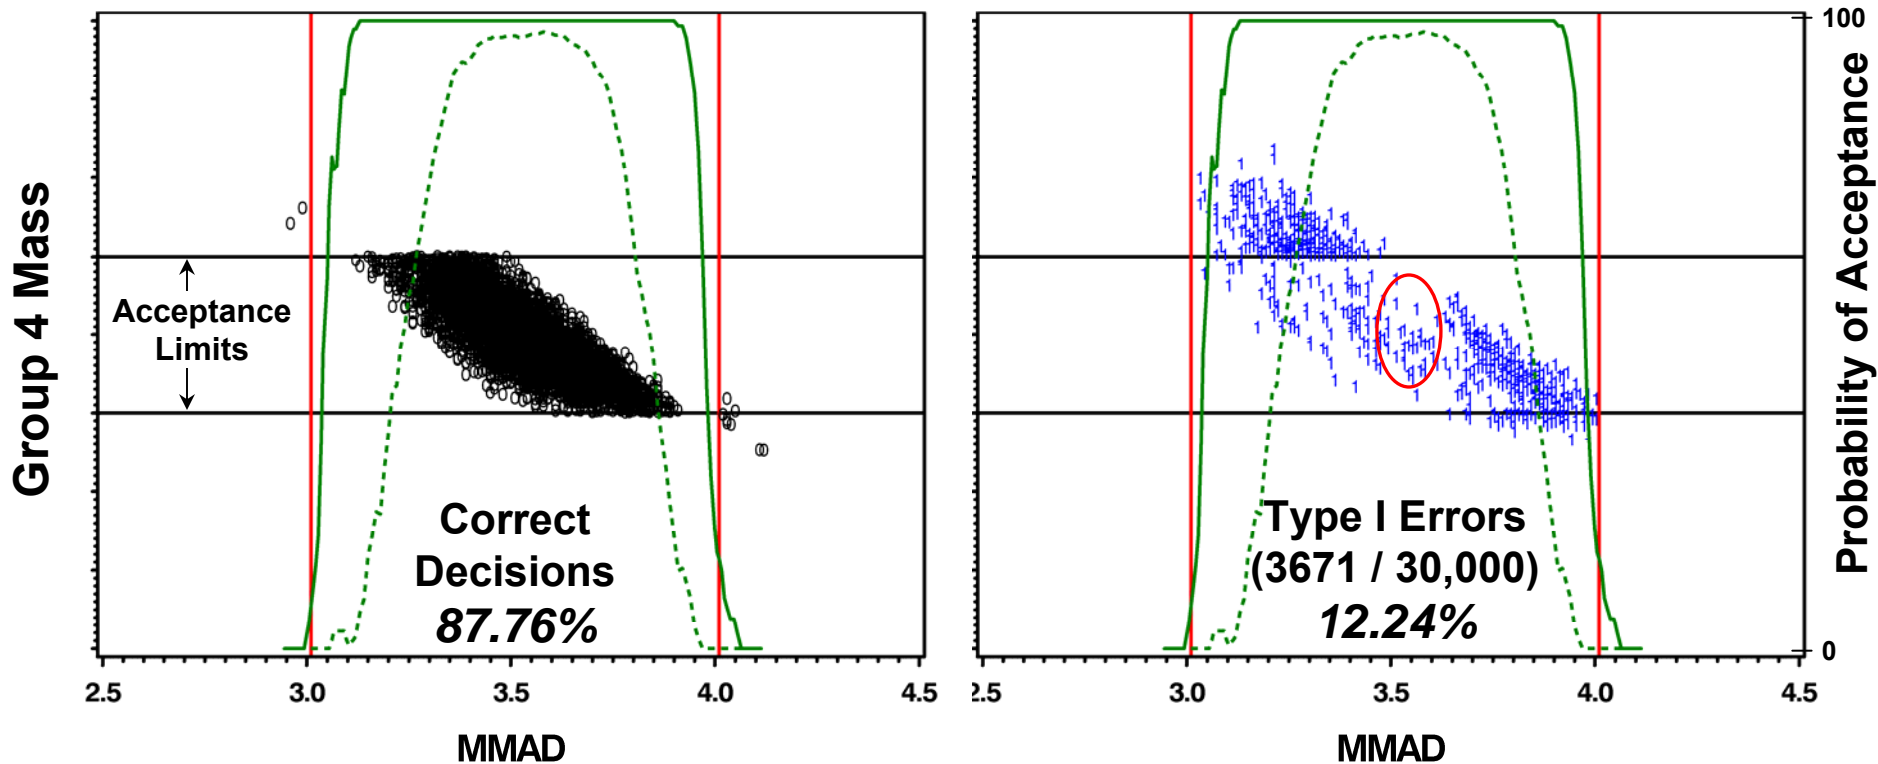 Group 4 Mass
Acceptance
Limits
Correct
Decisions
87.76%
2.5 3.0 3.5 4.0 4.5
MMAD
Type I Errors
(3671 / 30,000)
12.24%
2.5 3.0 3.5 4.0 4.5
MMAD
100
Probability of Acceptance
0